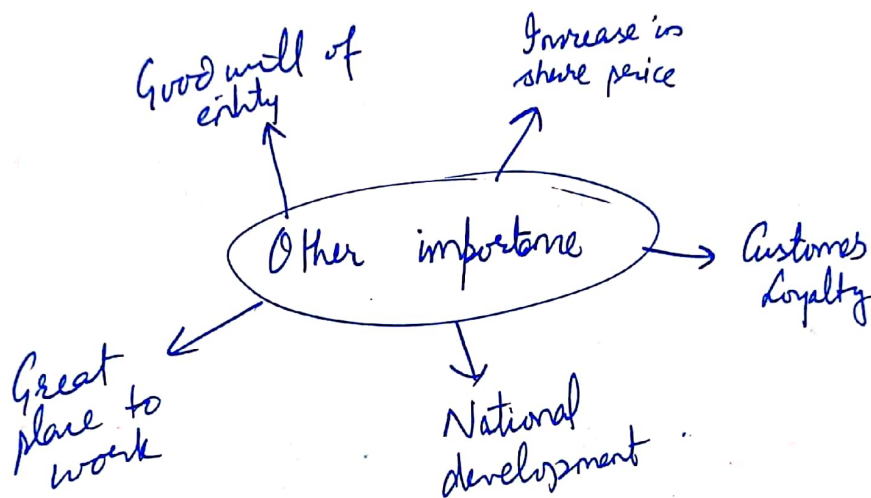 Good will of
entity
Increase in
share price
Other importance
Customer
Loyalty
Great
place to
work
National
development